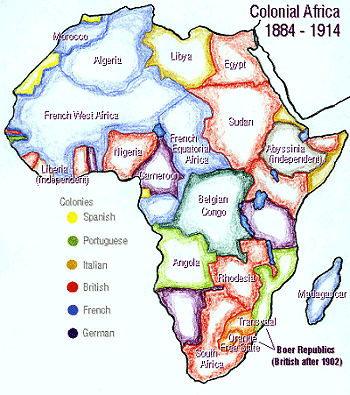 Colonial Africa
1884 - 1914
Morocco
Algeria
Libya
Egypt
French West Africa
Sudan
French
Equatorial
Africa
Nigeria
Liberia
(Independent)
Cameroon
Abyssinia
(Independent)
Belgian
Congo
Colonies
Spanish
Portuguese
Italian
British
French
German
Angola
Rhodesia
Madagascar
Transvaal
Orange
Free State
South
Africa
Boer Republics
(British after 1902)